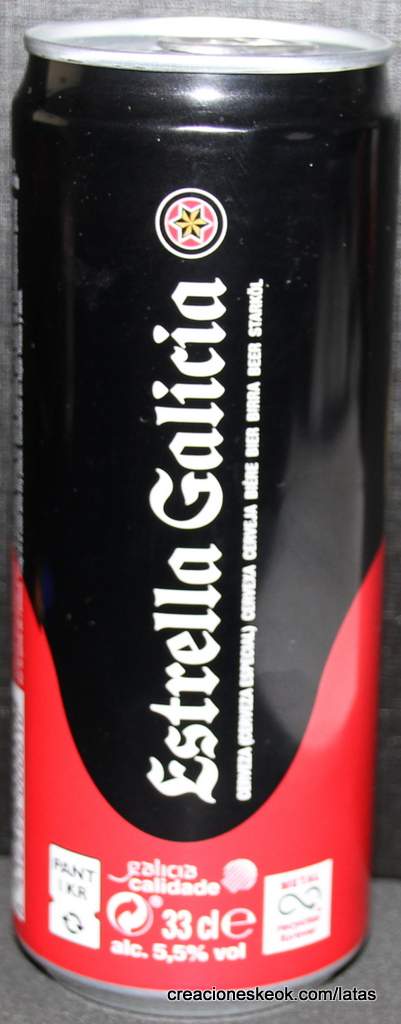 Estrella Galicia
CERVEZA (CERVEZA ESPECIAL) CERVEZA CERVEJA BIÈRE BIER BIRRA BEER STARKÖL
PANT
1 KR
galicia
calidade
33 cl e
alc. 5,5% vol
METAL
creacioneskeok.com/latas